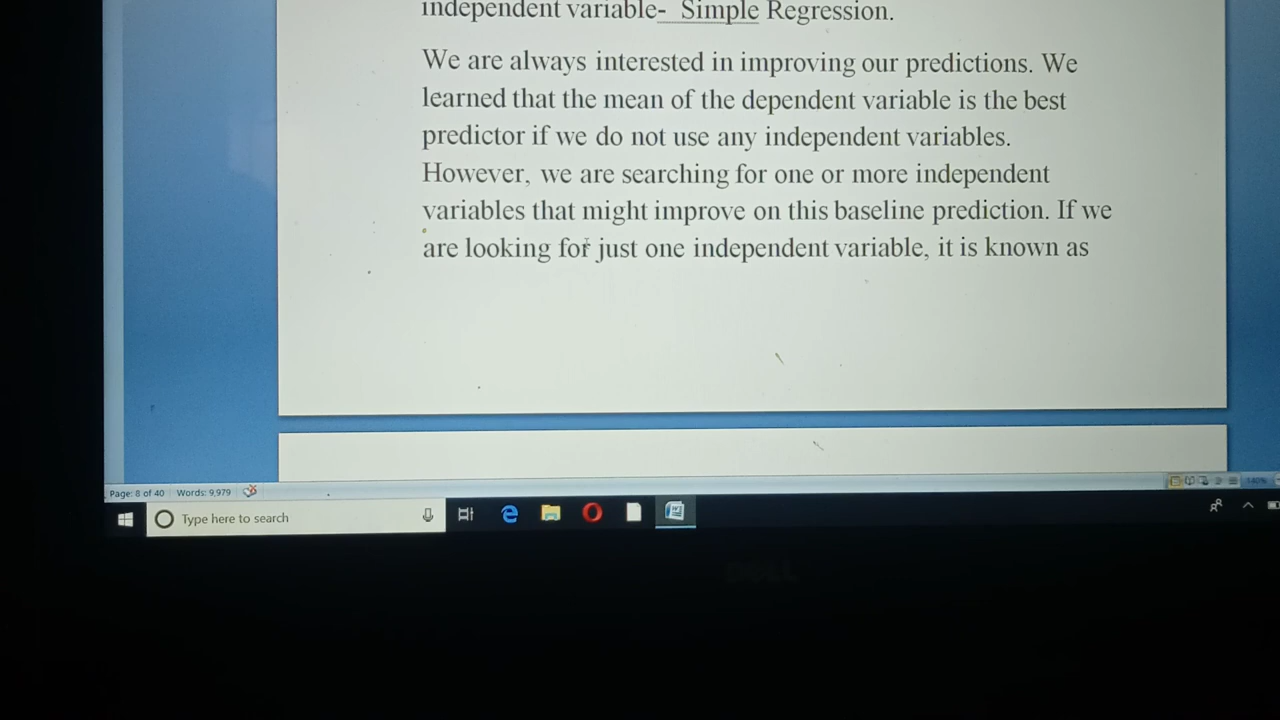 independent variable- Simple Regression.
We are always interested in improving our predictions. We
learned that the mean of the dependent variable is the best
predictor if we do not use any independent variables.
However, we are searching for one or more independent
variables that might improve on this baseline prediction. If we
are looking for just one independent variable, it is known as
Page: 8 of 40 Words: 9,979 140%
Type here to search
DELL